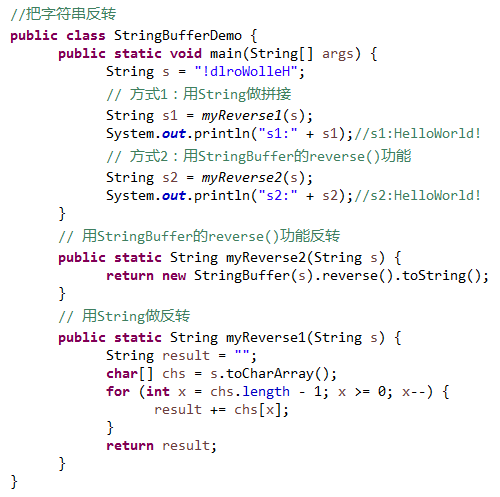 //把字符串反转
public class StringBufferDemo {
public static void main(String[] args) {
String s = "!dlroWolleH";
// 方式1：用String做拼接
String s1 = myReverse1(s);
System.out.println("s1:" + s1);//s1:HelloWorld!
// 方式2：用StringBuffer的reverse()功能
String s2 = myReverse2(s);
System.out.println("s2:" + s2);//s2:HelloWorld!
}
// 用StringBuffer的reverse()功能反转
public static String myReverse2(String s) {
return new StringBuffer(s).reverse().toString();
}
// 用String做反转
public static String myReverse1(String s) {
String result = "";
char[] chs = s.toCharArray();
for (int x = chs.length - 1; x >= 0; x--) {
result += chs[x];
}
return result;
}
}